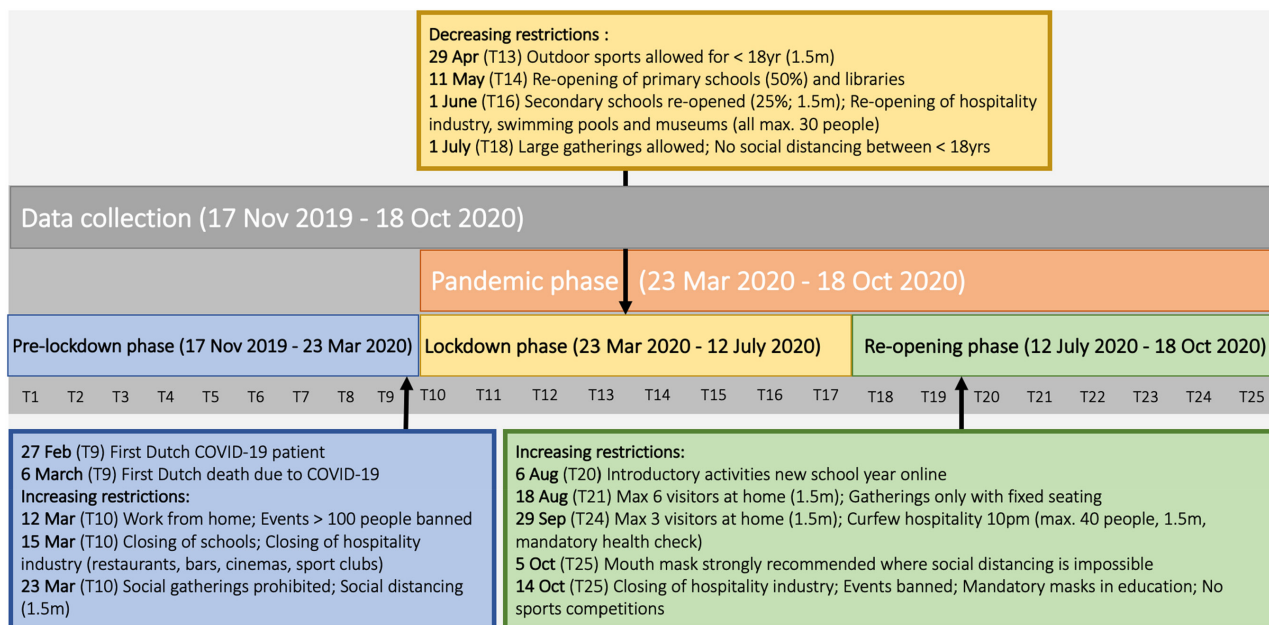 Decreasing restrictions :
29 Apr (T13) Outdoor sports allowed for < 18yr (1.5m)
11 May (T14) Re-opening of primary schools (50%) and libraries
1 June (T16) Secondary schools re-opened (25%; 1.5m); Re-opening of hospitality
industry, swimming pools and museums (all max. 30 people)
1 July (T18) Large gatherings allowed; No social distancing between < 18yrs
Data collection (17 Nov 2019 - 18 Oct 2020)
Pandemic phase (23 Mar 2020 - 18 Oct 2020)
Pre-lockdown phase (17 Nov 2019 - 23 Mar 2020)
Lockdown phase (23 Mar 2020 - 12 July 2020)
Re-opening phase (12 July 2020 - 18 Oct 2020)
T1 T2 T3 T4 T5 T6 T7 T8 T9 T10 T11 T12 T13 T14 T15 T16 T17 T18 T19 T20 T21 T22 T23 T24 T25
27 Feb (T9) First Dutch COVID-19 patient
6 March (T9) First Dutch death due to COVID-19
Increasing restrictions:
12 Mar (T10) Work from home; Events > 100 people banned
15 Mar (T10) Closing of schools; Closing of hospitality
industry (restaurants, bars, cinemas, sport clubs)
23 Mar (T10) Social gatherings prohibited; Social distancing
(1.5m)
Increasing restrictions:
6 Aug (T20) Introductory activities new school year online
18 Aug (T21) Max 6 visitors at home (1.5m); Gatherings only with fixed seating
29 Sep (T24) Max 3 visitors at home (1.5m); Curfew hospitality 10pm (max. 40 people, 1.5m,
mandatory health check)
5 Oct (T25) Mouth mask strongly recommended where social distancing is impossible
14 Oct (T25) Closing of hospitality industry; Events banned; Mandatory masks in education; No
sports competitions